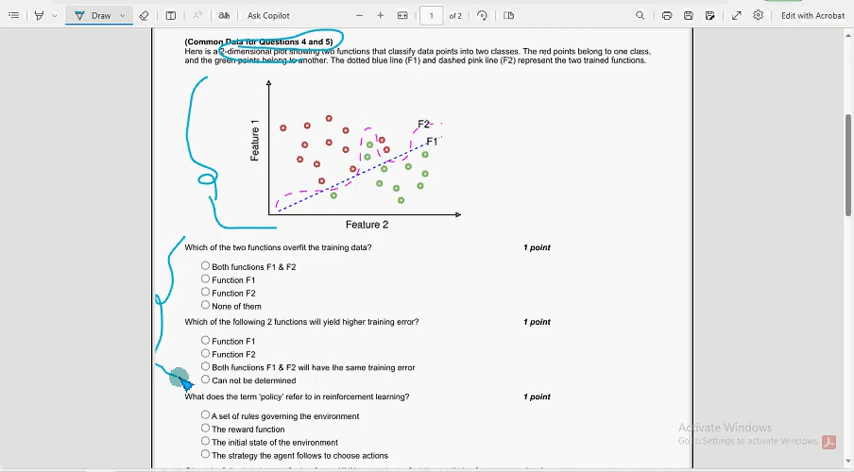 Draw
Ask Copilot
1
of 2
Edit with Acrobat
(Common Data for Questions 4 and 5)
Here is a 2-dimensional plot showing two functions that classify data points into two classes. The red points belong to one class,
and the green points belong to another. The dotted blue line (F1) and dashed pink line (F2) represent the two trained functions.
F2
F1
Feature 1
Feature 2
Which of the two functions overfit the training data? 1 point
Both functions F1 & F2
Function F1
Function F2
None of them
Which of the following 2 functions will yield higher training error? 1 point
Function F1
Function F2
Both functions F1 & F2 will have the same training error
Can not be determined
What does the term 'policy' refer to in reinforcement learning? 1 point
A set of rules governing the environment
The reward function
The initial state of the environment
The strategy the agent follows to choose actions
Activate Windows
Go to Settings to activate Windows.